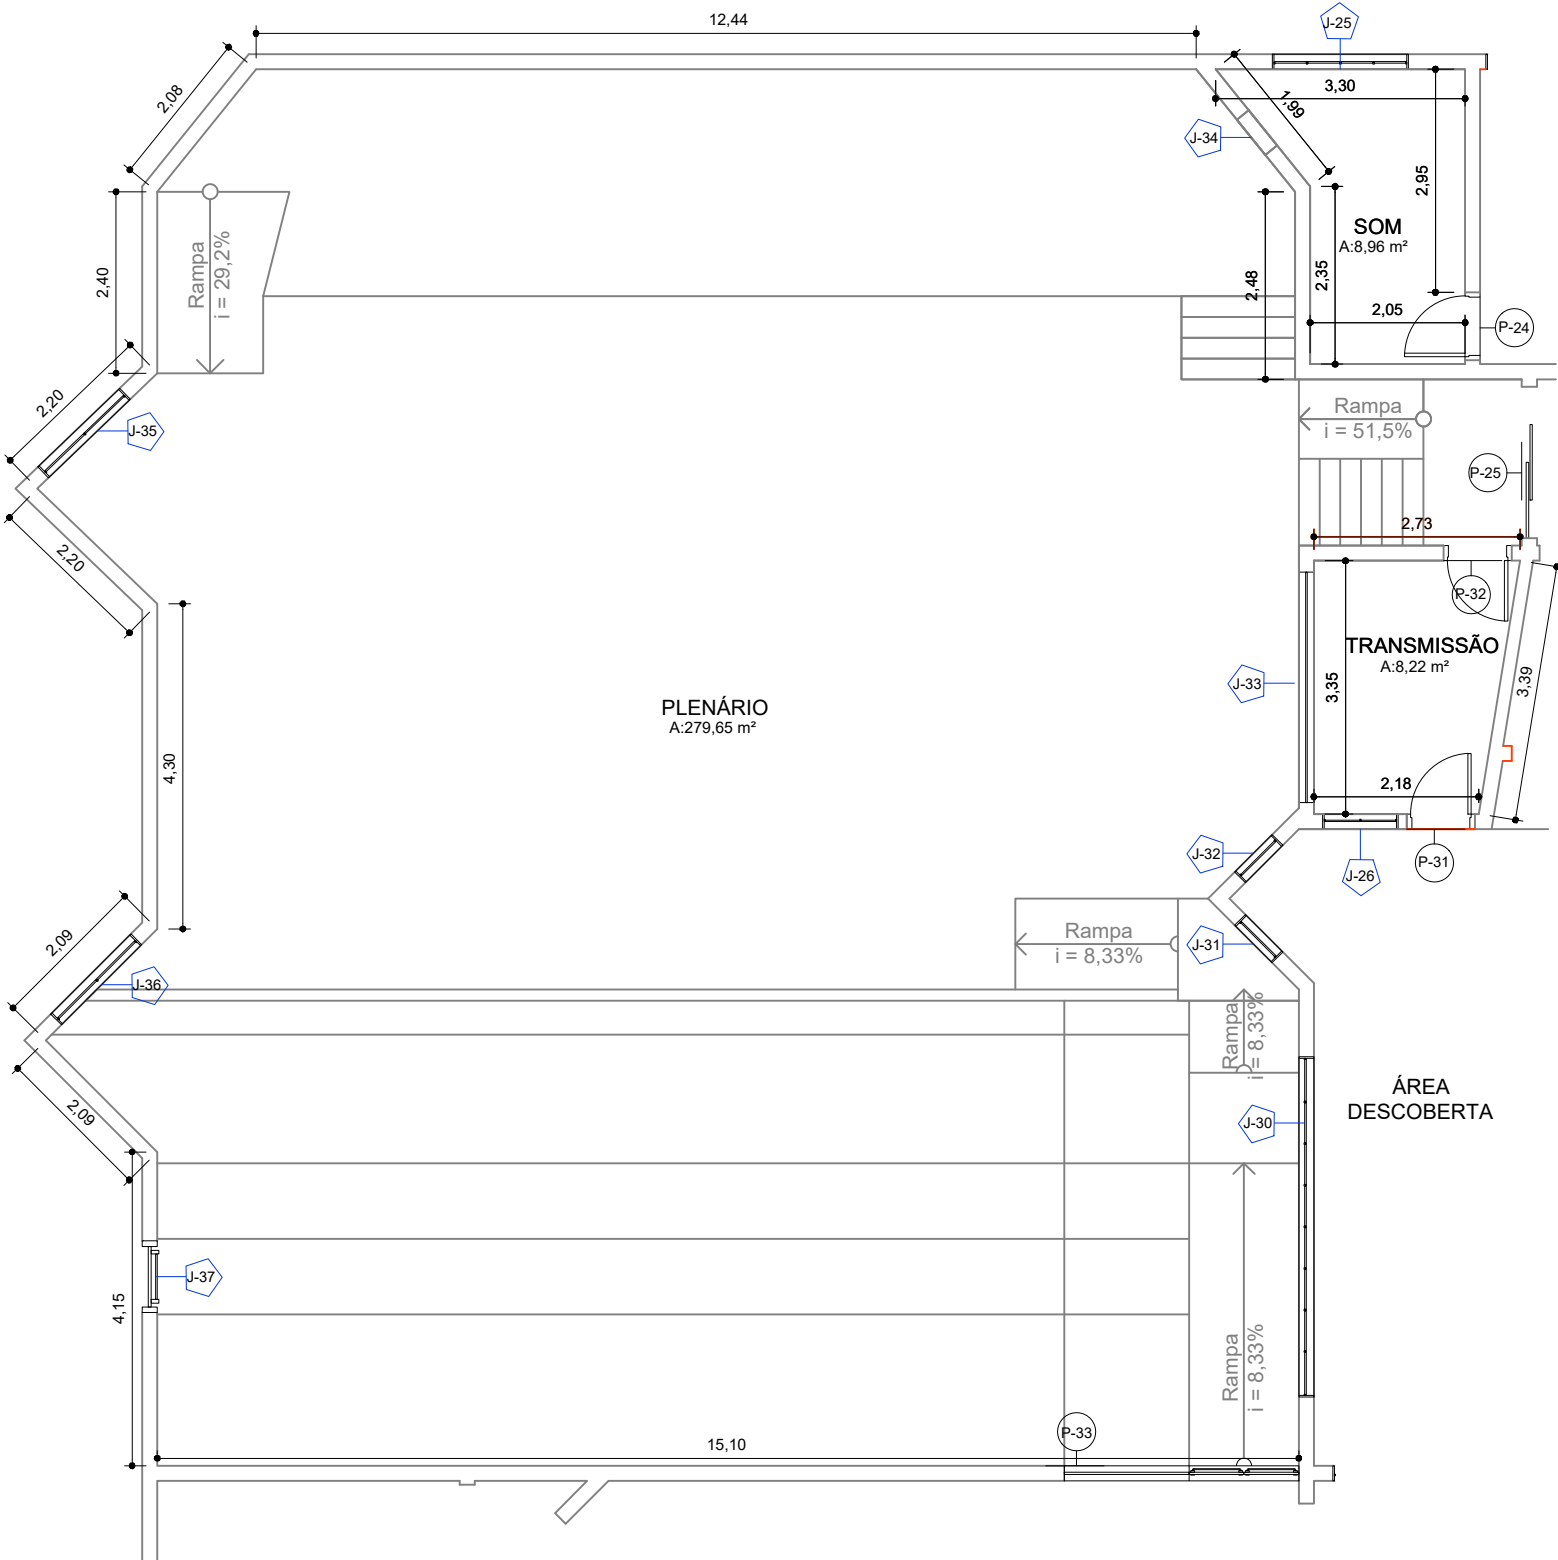 12,44
J-25
2,08
3,30
1,99
J-34
2,95
SOM
A:8,96 m²
Rampa
i = 29,2%
2,40
2,48
2,35
2,05
P-24
2,20
J-35
Rampa
i = 51,5%
P-25
2,73
2,20
P-32
TRANSMISSÃO
A:8,22 m²
J-33
3,35
3,39
PLENÁRIO
A:279,65 m²
4,30
2,18
J-32
P-31
J-26
2,09
Rampa
i = 8,33%
J-31
J-36
Rampa
i = 8,33%
2,09
ÁREA
DESCOBERTA
J-30
J-37
4,15
Rampa
i = 8,33%
P-33
15,10